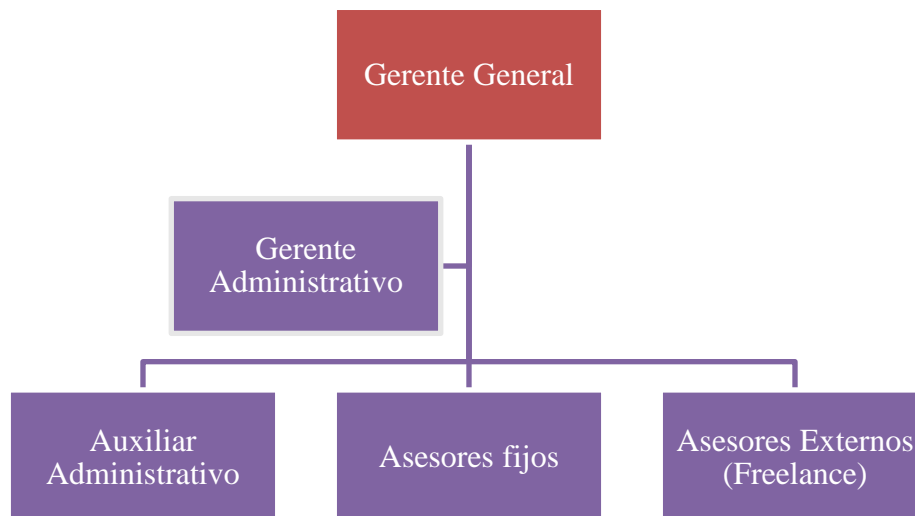 Gerente General
Gerente
Administrativo
Auxiliar
Administrativo
Asesores fijos
Asesores Externos
(Freelance)